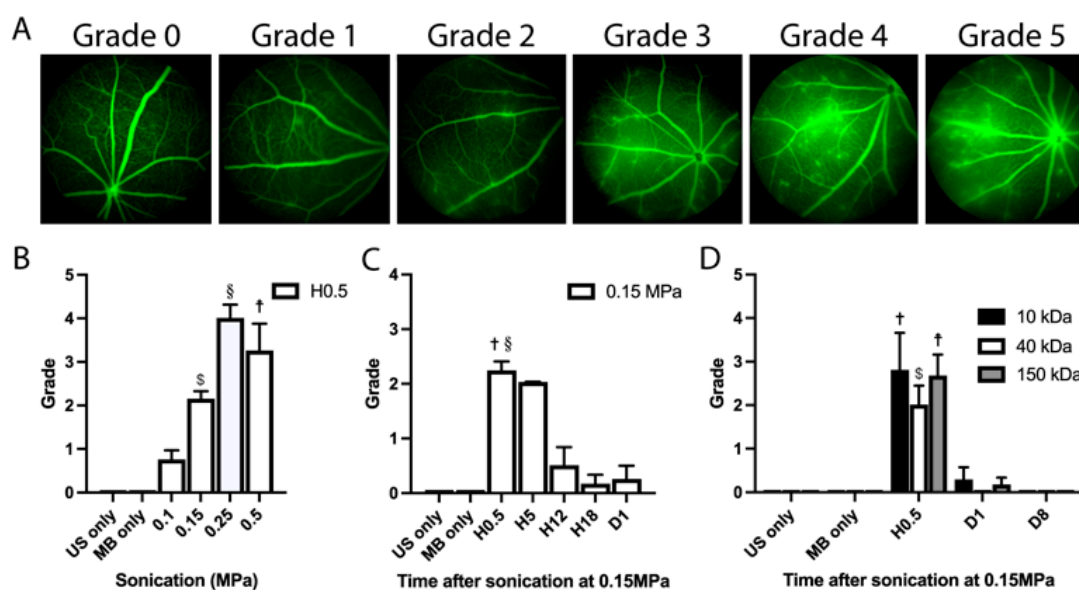 A
Grade 0 Grade 1 Grade 2 Grade 3 Grade 4 Grade 5
B
5
4
3
2
1
0
Grade
$
§
†
H0.5
US only
MB only
0.1
0.15
0.25
0.5
Sonication (MPa)
C
4
3
2
1
0
Grade
† §
0.15 MPa
US only
MB only
H0.5
H5
H12
H18
D1
Time after sonication at 0.15MPa
D
5
4
3
2
1
0
Grade
†
$
†
10 kDa
40 kDa
150 kDa
US only
MB only
H0.5
D1
D8
Time after sonication at 0.15MPa